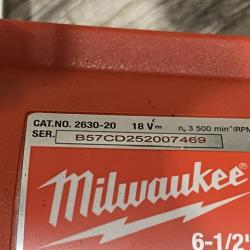 CAT.NO. 2630-20 18 V⎓ n₀ 3 500 min⁻¹(RPM
SER. B57CD252007469
Milwaukee
6-1/2"